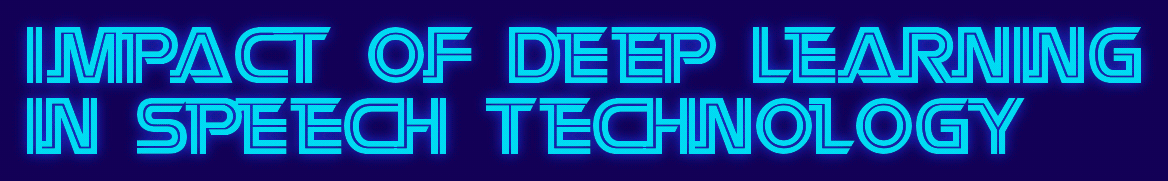 IMPACT OF DEEP LEARNING
IN SPEECH TECHNOLOGY